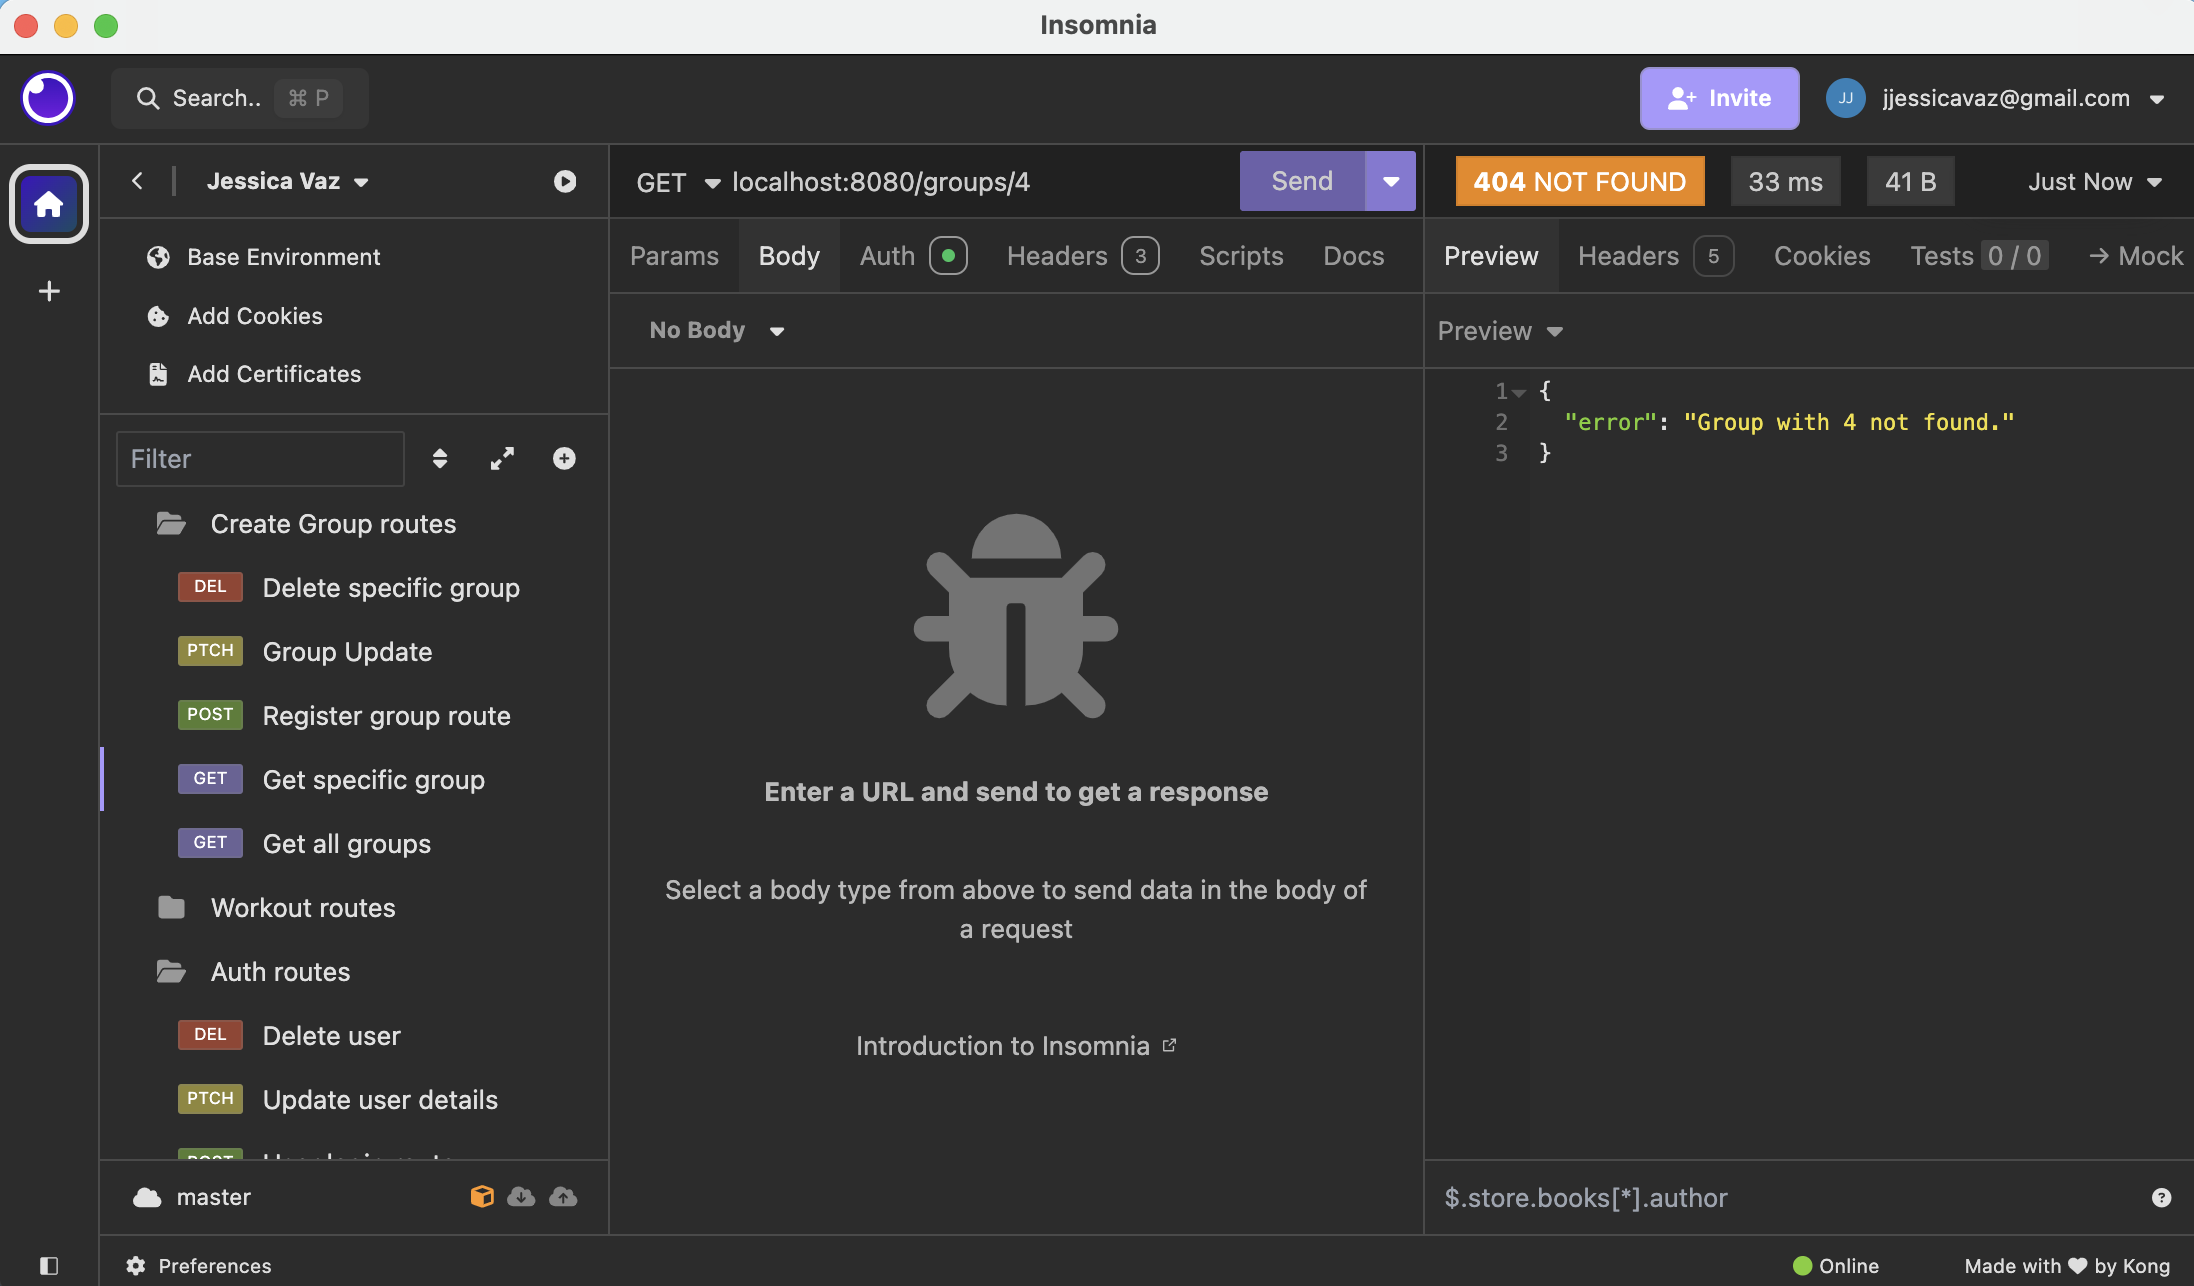 Insomnia
Search.. ⌘ P
Invite
JJ jjessicavaz@gmail.com
Jessica Vaz
Base Environment
Add Cookies
Add Certificates
Filter
Create Group routes
DEL Delete specific group
PTCH Group Update
POST Register group route
GET Get specific group
GET Get all groups
Workout routes
Auth routes
DEL Delete user
PTCH Update user details
POST
master
GET localhost:8080/groups/4 Send
Params Body Auth Headers 3 Scripts Docs
No Body
Enter a URL and send to get a response
Select a body type from above to send data in the body of
a request
Introduction to Insomnia
404 NOT FOUND 33 ms 41 B Just Now
Preview Headers 5 Cookies Tests 0 / 0 → Mock
Preview
1 {
2 "error": "Group with 4 not found."
3 }
$.store.books[*].author ?
Preferences
Online Made with ♥ by Kong